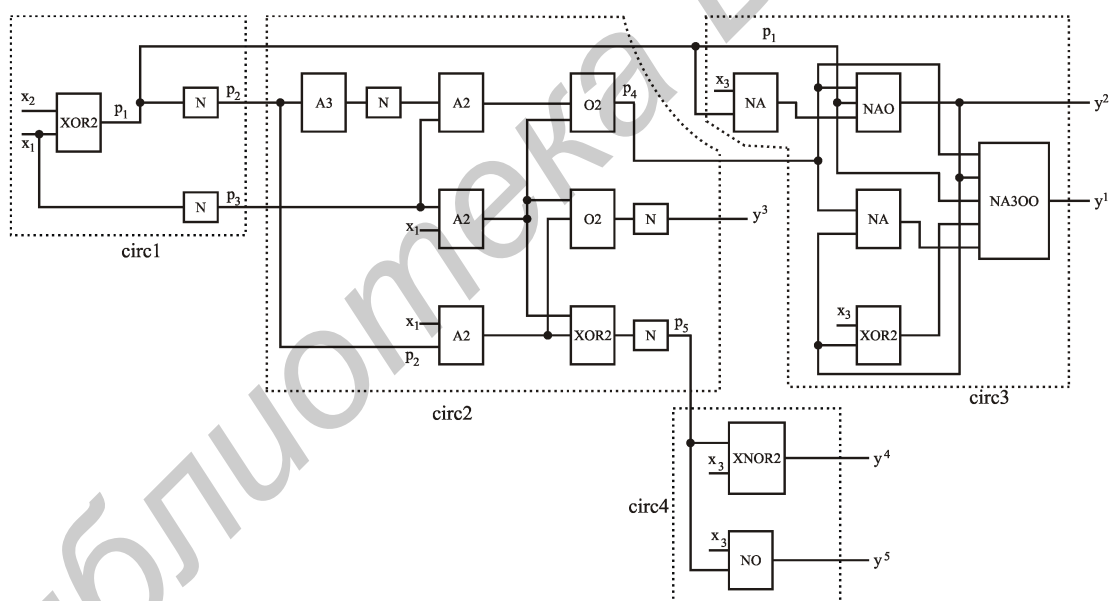 x₂
x₁
XOR2
p₁
N
p₂
N
p₃
circ1
A3
N
A2
O2
p₄
x₁
A2
O2
N
y³
x₁
p₂
A2
XOR2
N
p₅
circ2
p₁
x₃
NA
NAO
y²
NA
NA3OO
y¹
x₃
XOR2
circ3
x₃
XNOR2
y⁴
circ4
x₃
NO
y⁵
блиотека